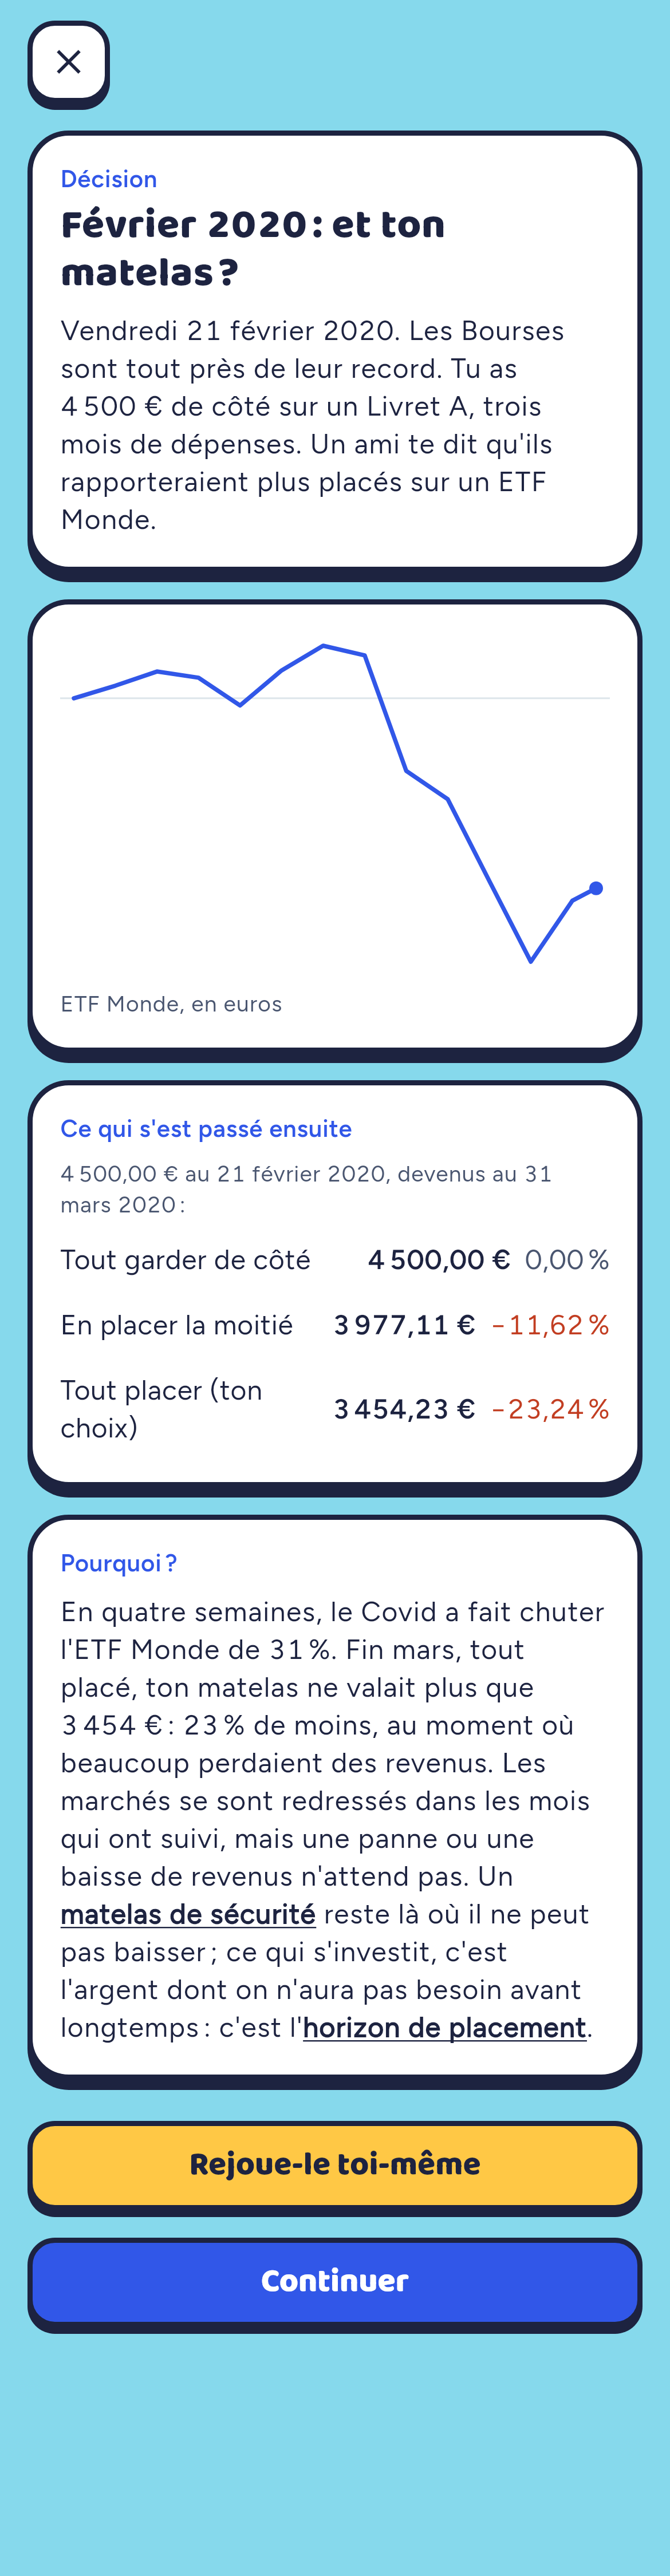 Décision
Février 2020 : et ton
matelas ?
Vendredi 21 février 2020. Les Bourses
sont tout près de leur record. Tu as
4 500 € de côté sur un Livret A, trois
mois de dépenses. Un ami te dit qu'ils
rapporteraient plus placés sur un ETF
Monde.
ETF Monde, en euros
Ce qui s'est passé ensuite
4 500,00 € au 21 février 2020, devenus au 31
mars 2020 :
Tout garder de côté 4 500,00 € 0,00 %
En placer la moitié 3 977,11 € −11,62 %
Tout placer (ton
choix) 3 454,23 € −23,24 %
Pourquoi ?
En quatre semaines, le Covid a fait chuter
l'ETF Monde de 31 %. Fin mars, tout
placé, ton matelas ne valait plus que
3 454 € : 23 % de moins, au moment où
beaucoup perdaient des revenus. Les
marchés se sont redressés dans les mois
qui ont suivi, mais une panne ou une
baisse de revenus n'attend pas. Un
matelas de sécurité reste là où il ne peut
pas baisser ; ce qui s'investit, c'est
l'argent dont on n'aura pas besoin avant
longtemps : c'est l'horizon de placement.
Rejoue-le toi-même
Continuer